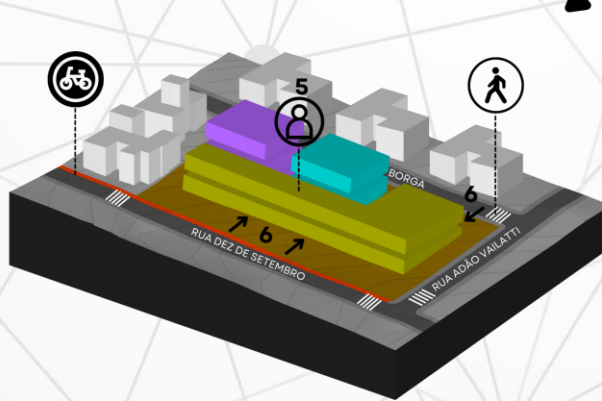 5
BORGA
6
6
RUA DEZ DE SETEMBRO
RUA ADÃO VAILATTI